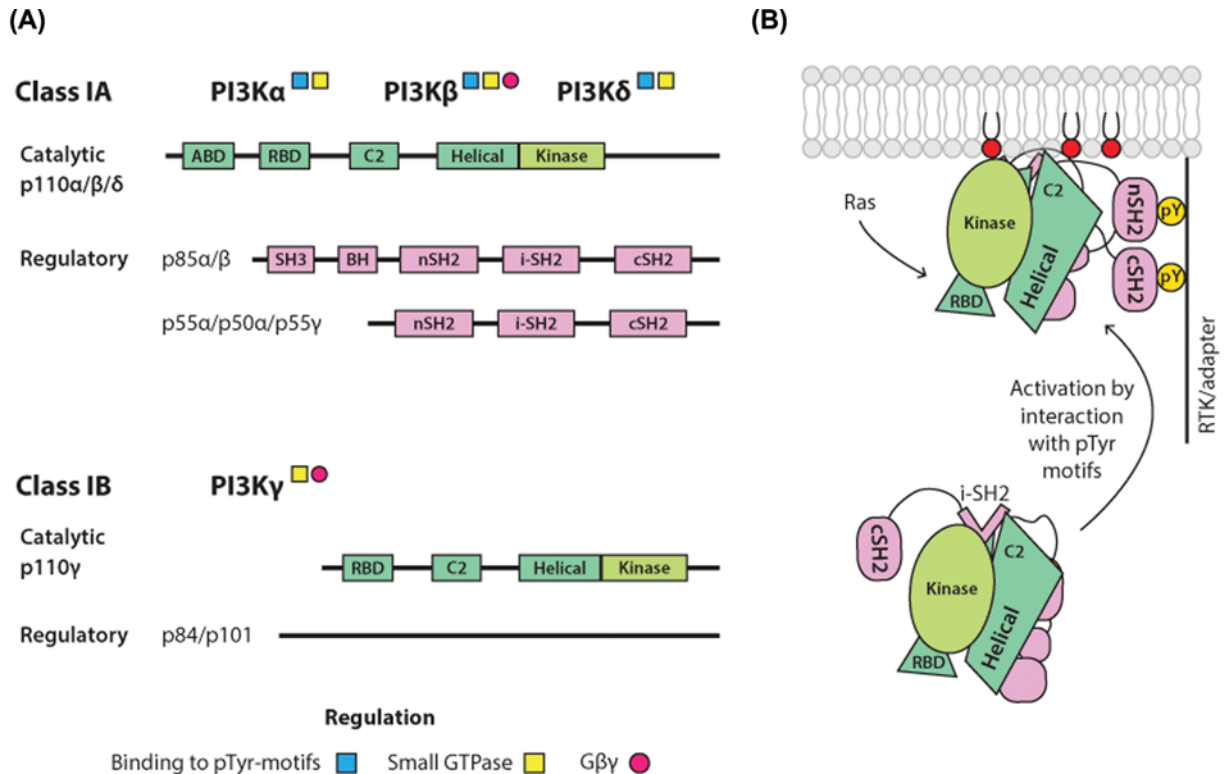 (A)
Class IA
PI3Kα
PI3Kβ
PI3Kδ
Catalytic
p110α/β/δ
ABD
RBD
C2
Helical
Kinase
Regulatory
p85α/β
SH3
BH
nSH2
i-SH2
cSH2
p55α/p50α/p55γ
nSH2
i-SH2
cSH2
Class IB
PI3Kγ
Catalytic
p110γ
RBD
C2
Helical
Kinase
Regulatory
p84/p101
Regulation
Binding to pTyr-motifs
Small GTPase
Gβγ
(B)
Ras
Kinase
C2
Helical
RBD
nSH2
pY
cSH2
pY
RTK/adapter
Activation by
interaction
with pTyr
motifs
i-SH2
cSH2
C2
Kinase
Helical
RBD